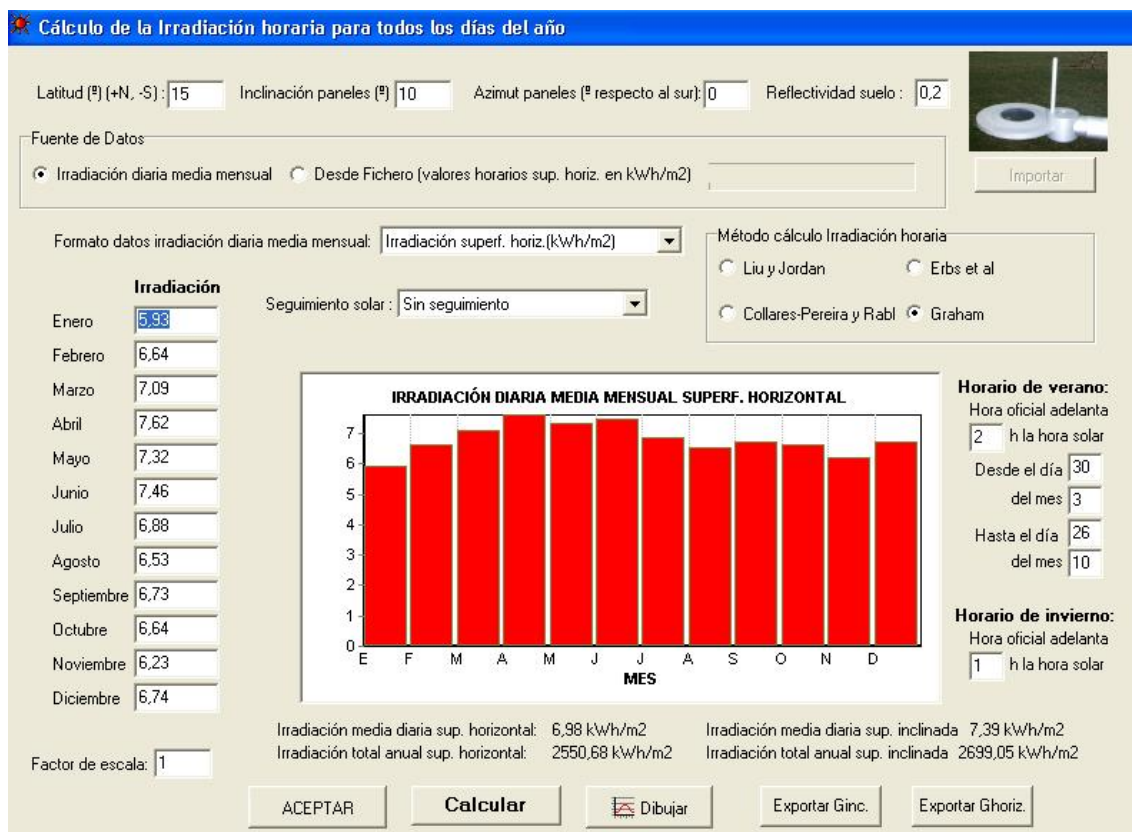 Cálculo de la Irradiación horaria para todos los días del año
Latitud (º) (+N, -S) : 15 Inclinación paneles (º) 10 Azimut paneles (º respecto al sur): 0 Reflectividad suelo : 0,2
Fuente de Datos
Irradiación diaria media mensual Desde Fichero (valores horarios sup. horiz. en kWh/m2)
Importar
Formato datos irradiación diaria media mensual: Irradiación superf. horiz.(kWh/m2)
Método cálculo Irradiación horaria
Liu y Jordan Erbs et al
Collares-Pereira y Rabl Graham
Seguimiento solar : Sin seguimiento
Irradiación
Enero 5,93
Febrero 6,64
Marzo 7,09
Abril 7,62
Mayo 7,32
Junio 7,46
Julio 6,88
Agosto 6,53
Septiembre 6,73
Octubre 6,64
Noviembre 6,23
Diciembre 6,74
Factor de escala: 1
IRRADIACIÓN DIARIA MEDIA MENSUAL SUPERF. HORIZONTAL
7
6
5
4
3
2
1
0
E F M A M J J A S O N D
MES
Horario de verano:
Hora oficial adelanta
2 h la hora solar
Desde el día 30
del mes 3
Hasta el día 26
del mes 10
Horario de invierno:
Hora oficial adelanta
1 h la hora solar
Irradiación media diaria sup. horizontal: 6,98 kWh/m2 Irradiación media diaria sup. inclinada 7,39 kWh/m2
Irradiación total anual sup. horizontal: 2550,68 kWh/m2 Irradiación total anual sup. inclinada 2699,05 kWh/m2
ACEPTAR Calcular Dibujar Exportar Ginc. Exportar Ghoriz.